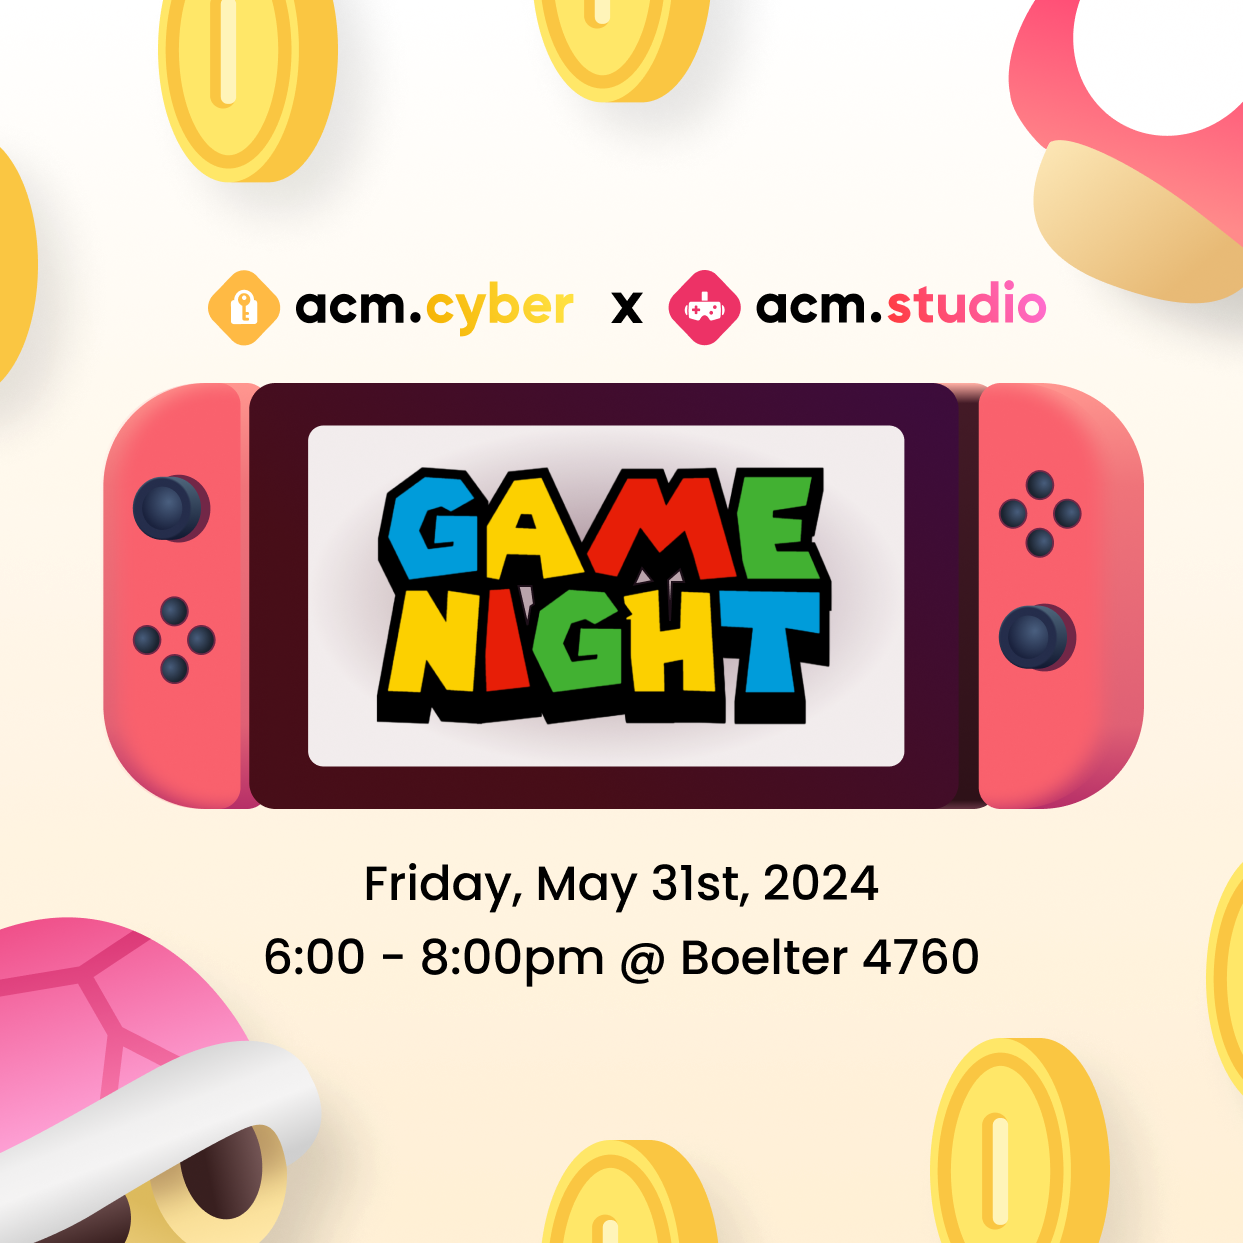 acm.cyber x acm.studio
GAME
NIGHT
Friday, May 31st, 2024
6:00 - 8:00pm @ Boelter 4760